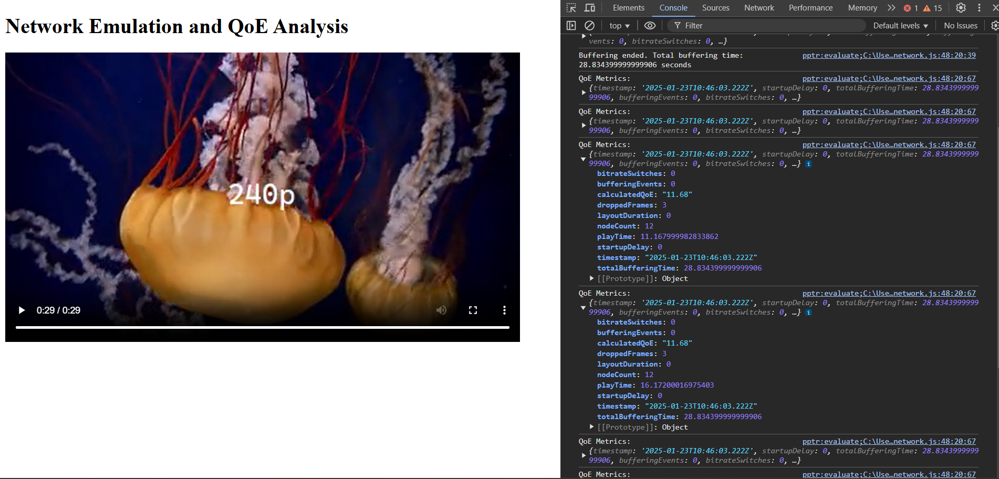 Network Emulation and QoE Analysis
240p
0:29 / 0:29
Elements Console Sources Network Performance Memory 1 15
top Filter Default levels No Issues
vents: 0, bitrateSwitches: 0, …}
Buffering ended. Total buffering time: pptr:evaluate;C:\Use…network.js:48:20:39
28.834399999999906 seconds
QoE Metrics: pptr:evaluate;C:\Use…network.js:48:20:67
{timestamp: '2025-01-23T10:46:03.222Z', startupDelay: 0, totalBufferingTime: 28.8343999999
99906, bufferingEvents: 0, bitrateSwitches: 0, …}
QoE Metrics: pptr:evaluate;C:\Use…network.js:48:20:67
{timestamp: '2025-01-23T10:46:03.222Z', startupDelay: 0, totalBufferingTime: 28.8343999999
99906, bufferingEvents: 0, bitrateSwitches: 0, …}
QoE Metrics: pptr:evaluate;C:\Use…network.js:48:20:67
{timestamp: '2025-01-23T10:46:03.222Z', startupDelay: 0, totalBufferingTime: 28.8343999999
99906, bufferingEvents: 0, bitrateSwitches: 0, …} i
bitrateSwitches: 0
bufferingEvents: 0
calculatedQoE: "11.68"
droppedFrames: 3
layoutDuration: 0
nodeCount: 12
playTime: 11.167999982833862
startupDelay: 0
timestamp: "2025-01-23T10:46:03.222Z"
totalBufferingTime: 28.834399999999906
[[Prototype]]: Object
QoE Metrics: pptr:evaluate;C:\Use…network.js:48:20:67
{timestamp: '2025-01-23T10:46:03.222Z', startupDelay: 0, totalBufferingTime: 28.8343999999
99906, bufferingEvents: 0, bitrateSwitches: 0, …} i
bitrateSwitches: 0
bufferingEvents: 0
calculatedQoE: "11.68"
droppedFrames: 3
layoutDuration: 0
nodeCount: 12
playTime: 16.17200016975403
startupDelay: 0
timestamp: "2025-01-23T10:46:03.222Z"
totalBufferingTime: 28.834399999999906
[[Prototype]]: Object
QoE Metrics: pptr:evaluate;C:\Use…network.js:48:20:67
{timestamp: '2025-01-23T10:46:03.222Z', startupDelay: 0, totalBufferingTime: 28.8343999999
99906, bufferingEvents: 0, bitrateSwitches: 0, …}
QoE Metrics: pptr:evaluate;C:\Use…network.js:48:20:67